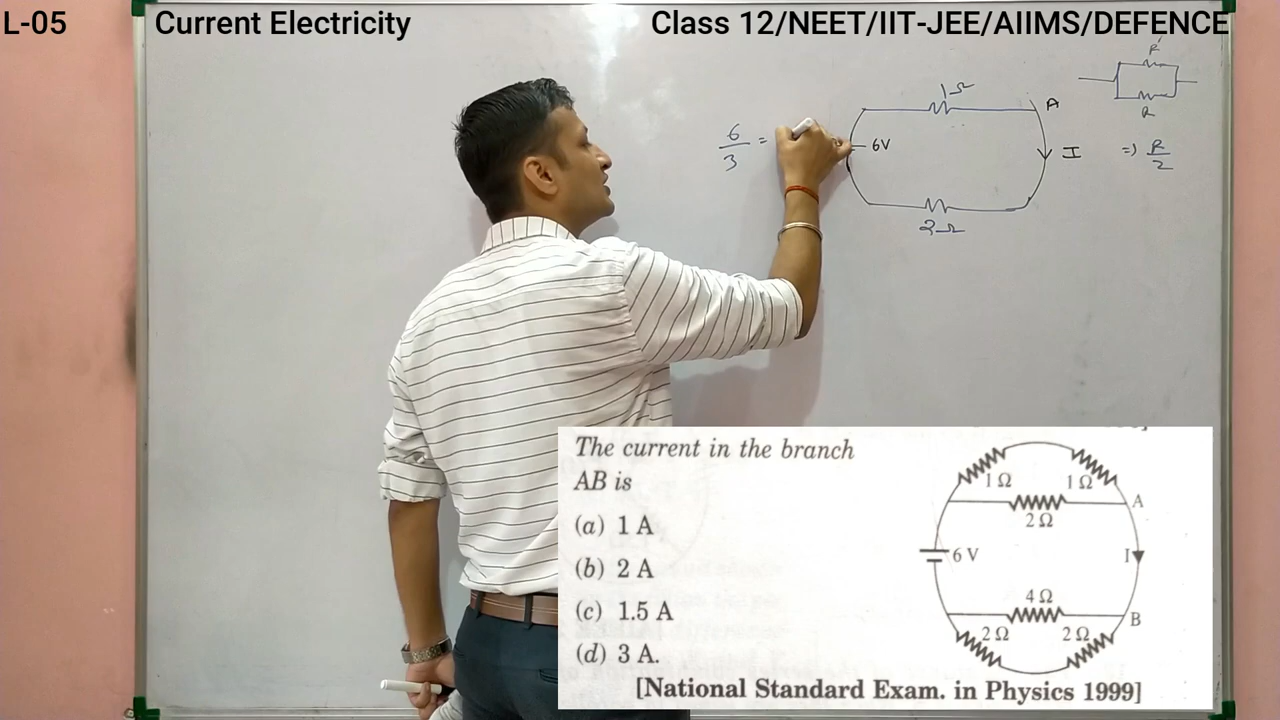 L-05 Current Electricity Class 12/NEET/IIT-JEE/AIIMS/DEFENCE
R
R
=> R/2
1Ω
A
6/3 =
6V
I
2Ω
The current in the branch
AB is
(a) 1 A
(b) 2 A
(c) 1.5 A
(d) 3 A.
1 Ω 1 Ω
A
2 Ω
6 V I
4 Ω
B
2 Ω 2 Ω
[National Standard Exam. in Physics 1999]